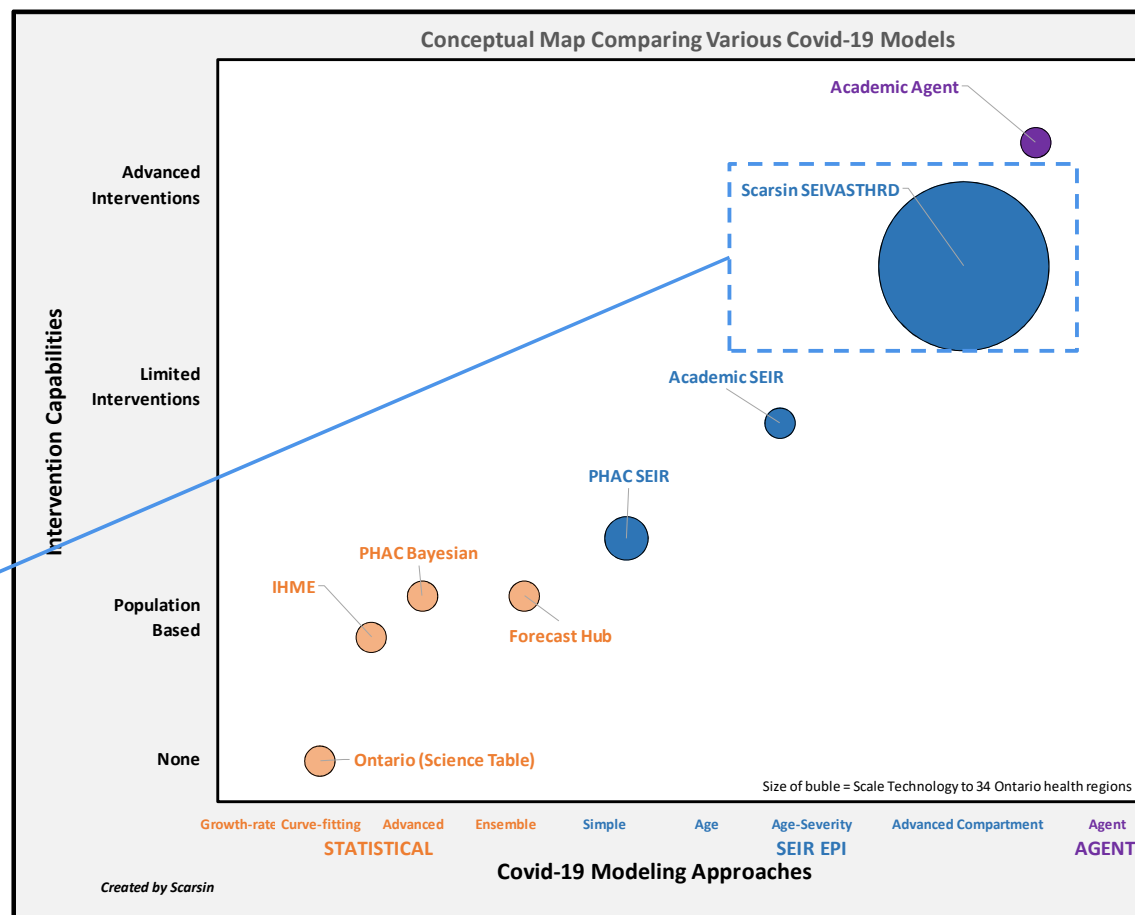 Conceptual Map Comparing Various Covid-19 Models
Academic Agent
Advanced
Interventions
Scarsin SEIVASTHRD
Intervention Capabilities
Limited
Interventions
Academic SEIR
PHAC SEIR
PHAC Bayesian
IHME
Population
Based
Forecast Hub
None
Ontario (Science Table)
Size of buble = Scale Technology to 34 Ontario health regions
Growth-rate Curve-fitting Advanced Ensemble Simple Age Age-Severity Advanced Compartment Agent
STATISTICAL SEIR EPI AGENT
Covid-19 Modeling Approaches
Created by Scarsin